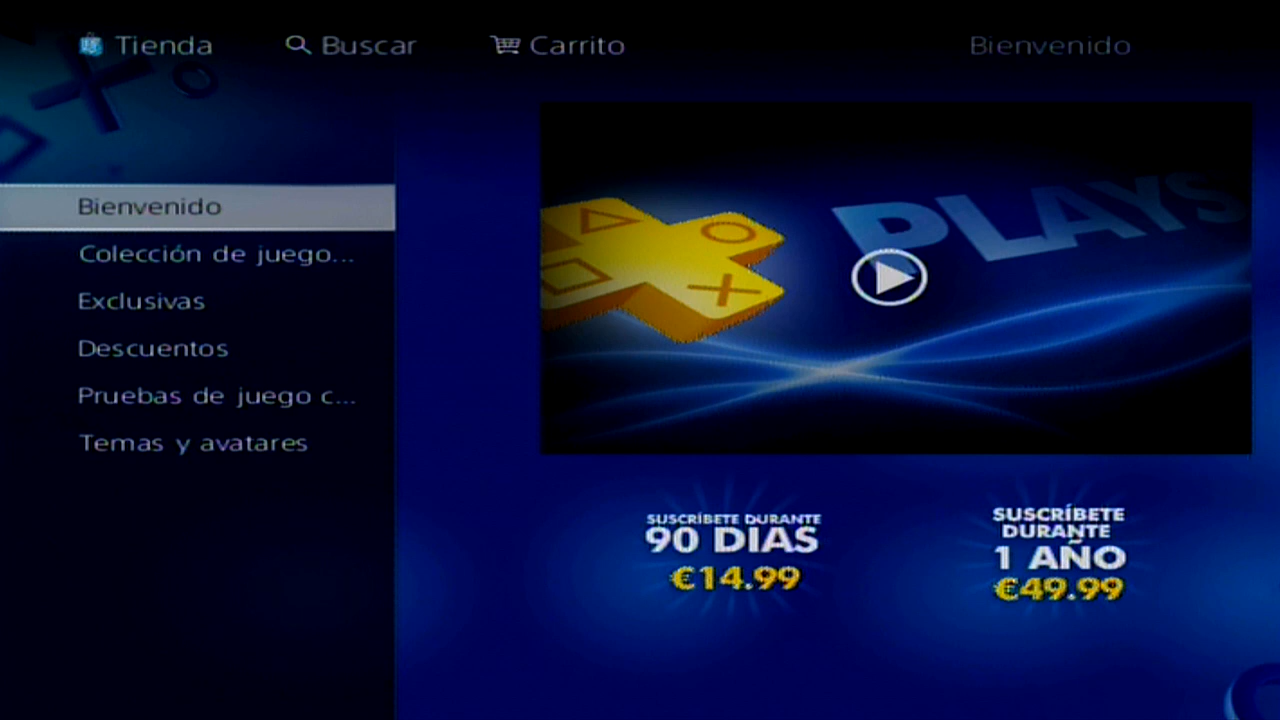 Tienda
Buscar
Carrito
Bienvenido
Bienvenido
Colección de juego...
Exclusivas
Descuentos
Pruebas de juego c...
Temas y avatares
PLAYS
SUSCRÍBETE DURANTE
90 DIAS
€14.99
SUSCRÍBETE
DURANTE
1 AÑO
€49.99